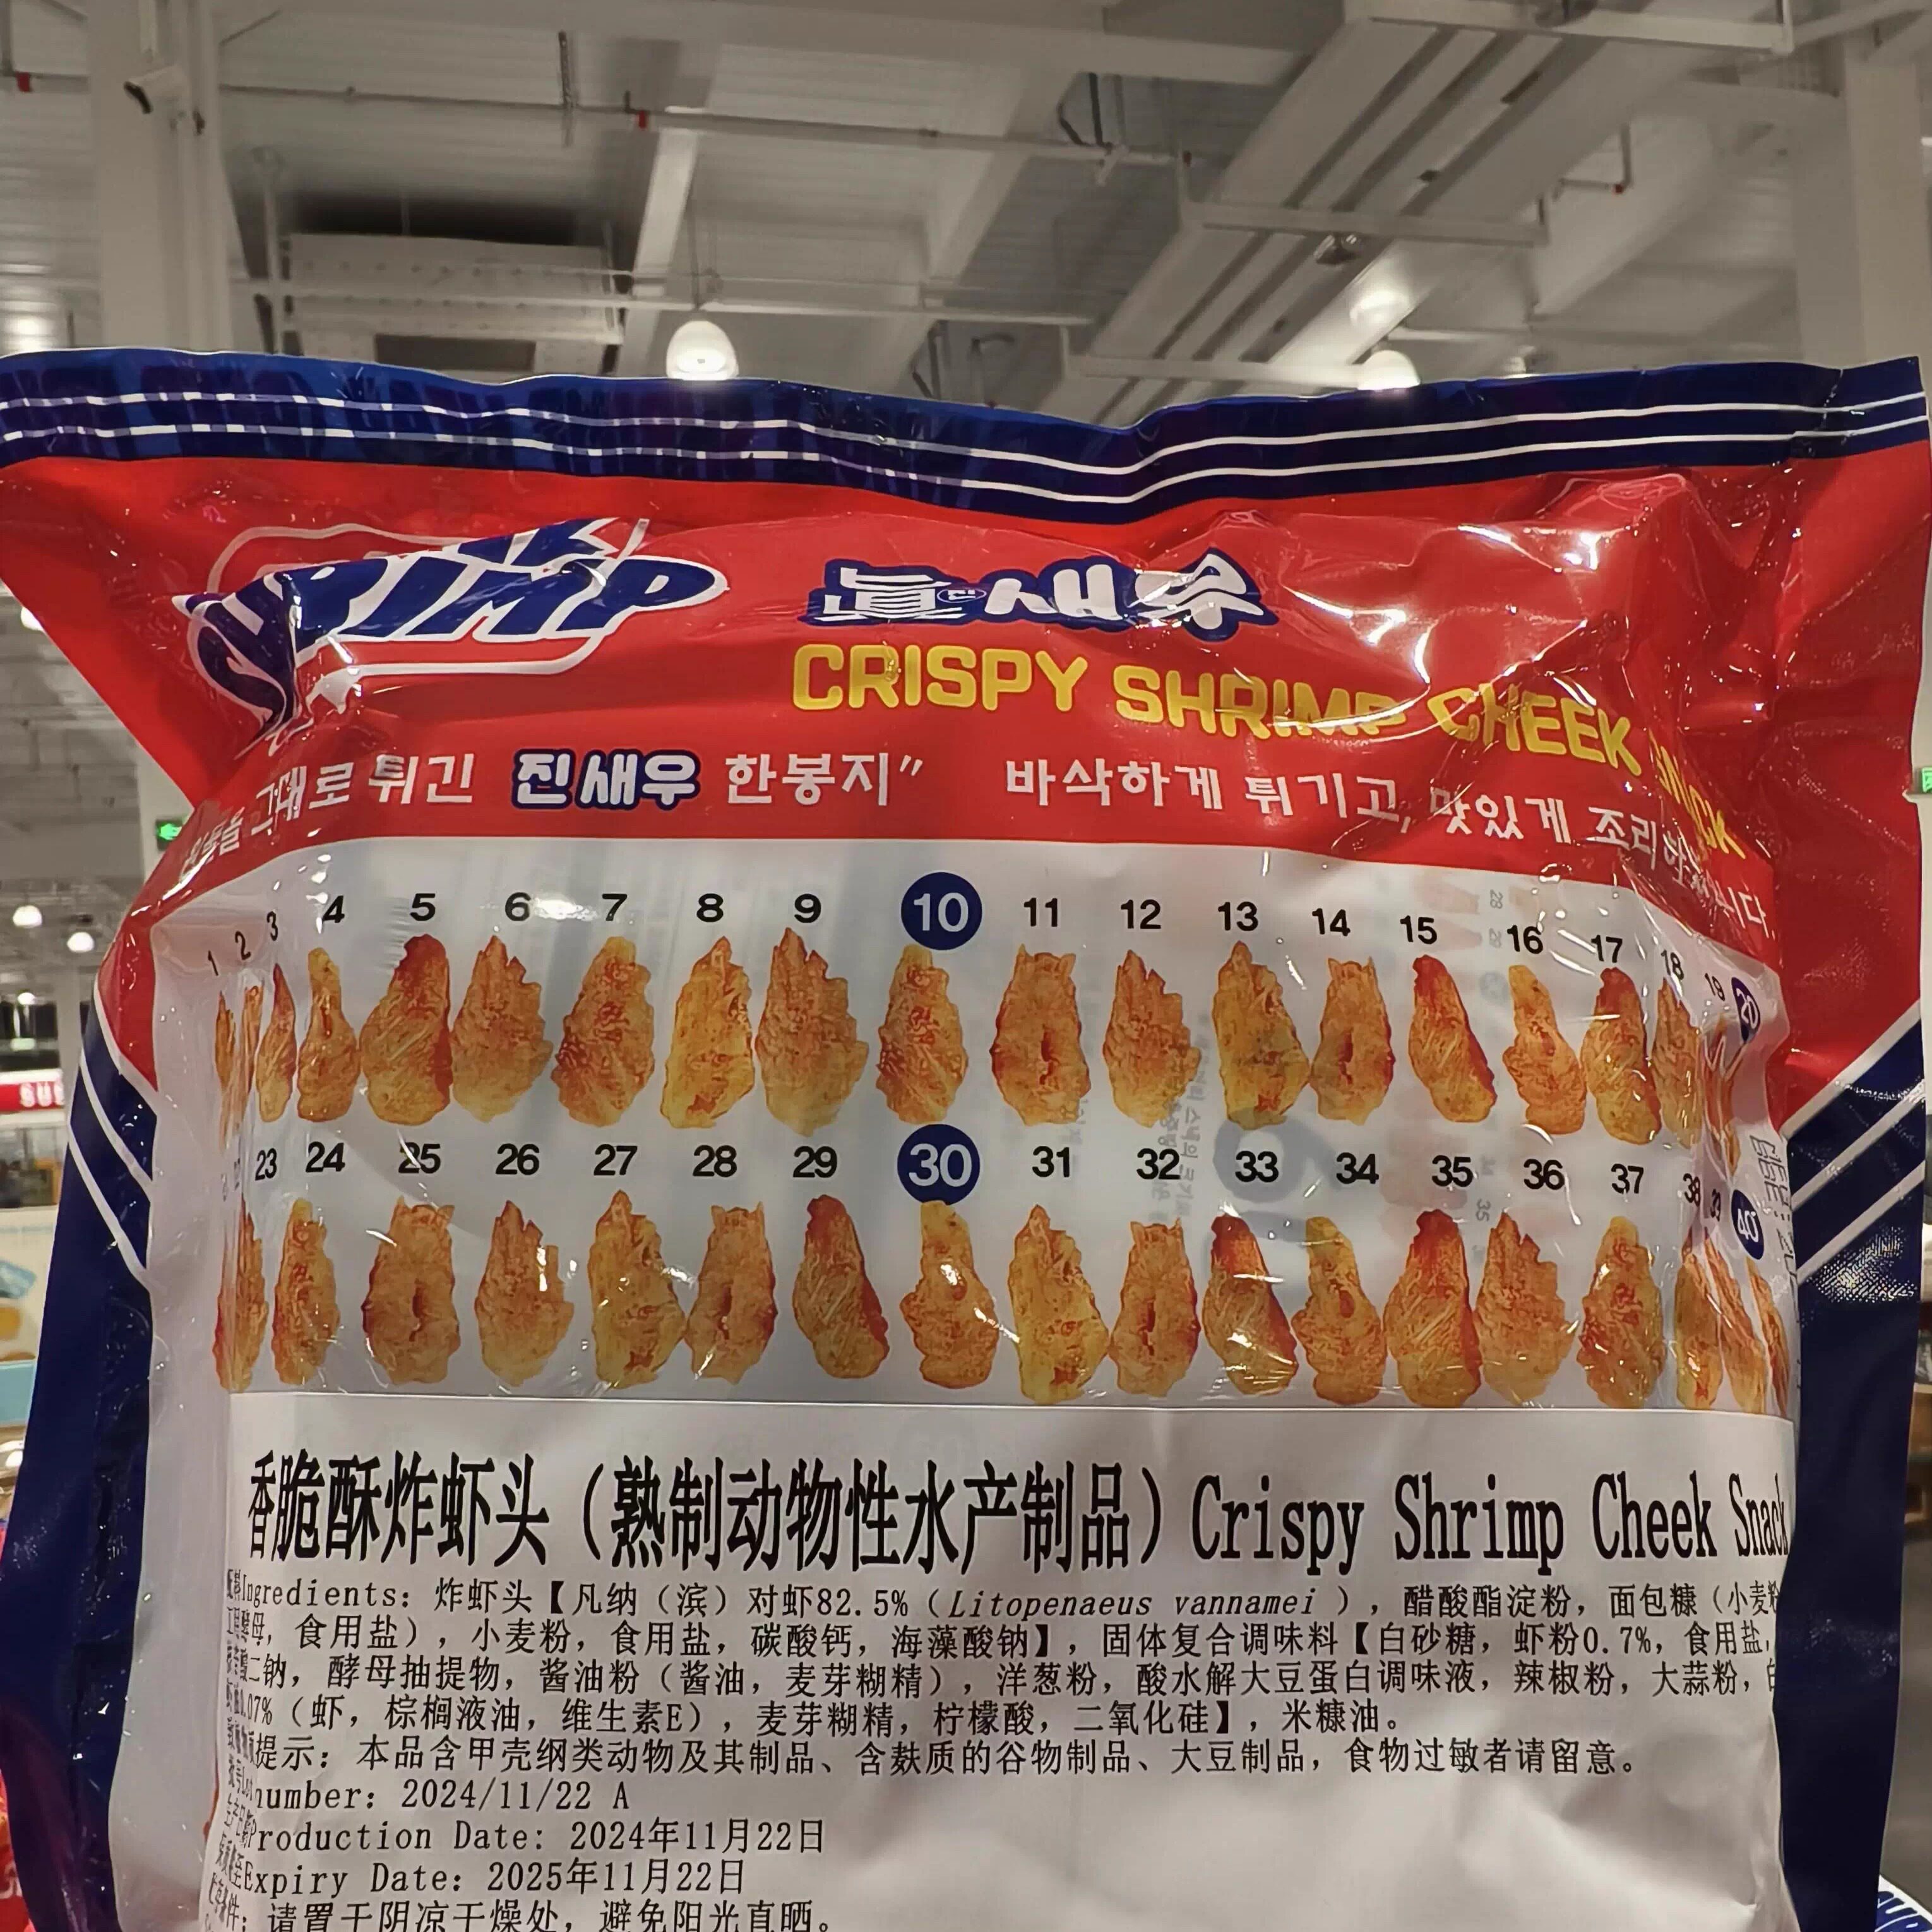 SHRIMP
眞 진 새우
CRISPY SHRIMP CHEEK SNACK
그대로 튀긴 진새우 한봉지" 바삭하게 튀기고, 맛있게 조리하였습니다
1 2 3 4 5 6 7 8 9 10 11 12 13 14 15 16 17 18 19 20
23 24 25 26 27 28 29 30 31 32 33 34 35 36 37 38 39 40
香脆酥炸虾头（熟制动物性水产制品）Crispy Shrimp Cheek Snack
Ingredients: 炸虾头【凡纳（滨）对虾82.5%（Litopenaeus vannamei ），醋酸酯淀粉，面包糠（小麦粉
酵母，食用盐），小麦粉，食用盐，碳酸钙，海藻酸钠】，固体复合调味料【白砂糖，虾粉0.7%，食用盐，
二钠，酵母抽提物，酱油粉（酱油，麦芽糊精），洋葱粉，酸水解大豆蛋白调味液，辣椒粉，大蒜粉，
0.07%（虾，棕榈液油，维生素E），麦芽糊精，柠檬酸，二氧化硅】，米糠油。
提示：本品含甲壳纲类动物及其制品、含麸质的谷物制品、大豆制品，食物过敏者请留意。
number: 2024/11/22 A
Production Date: 2024年11月22日
Expiry Date: 2025年11月22日
条件：请置于阴凉干燥处，避免阳光直晒。